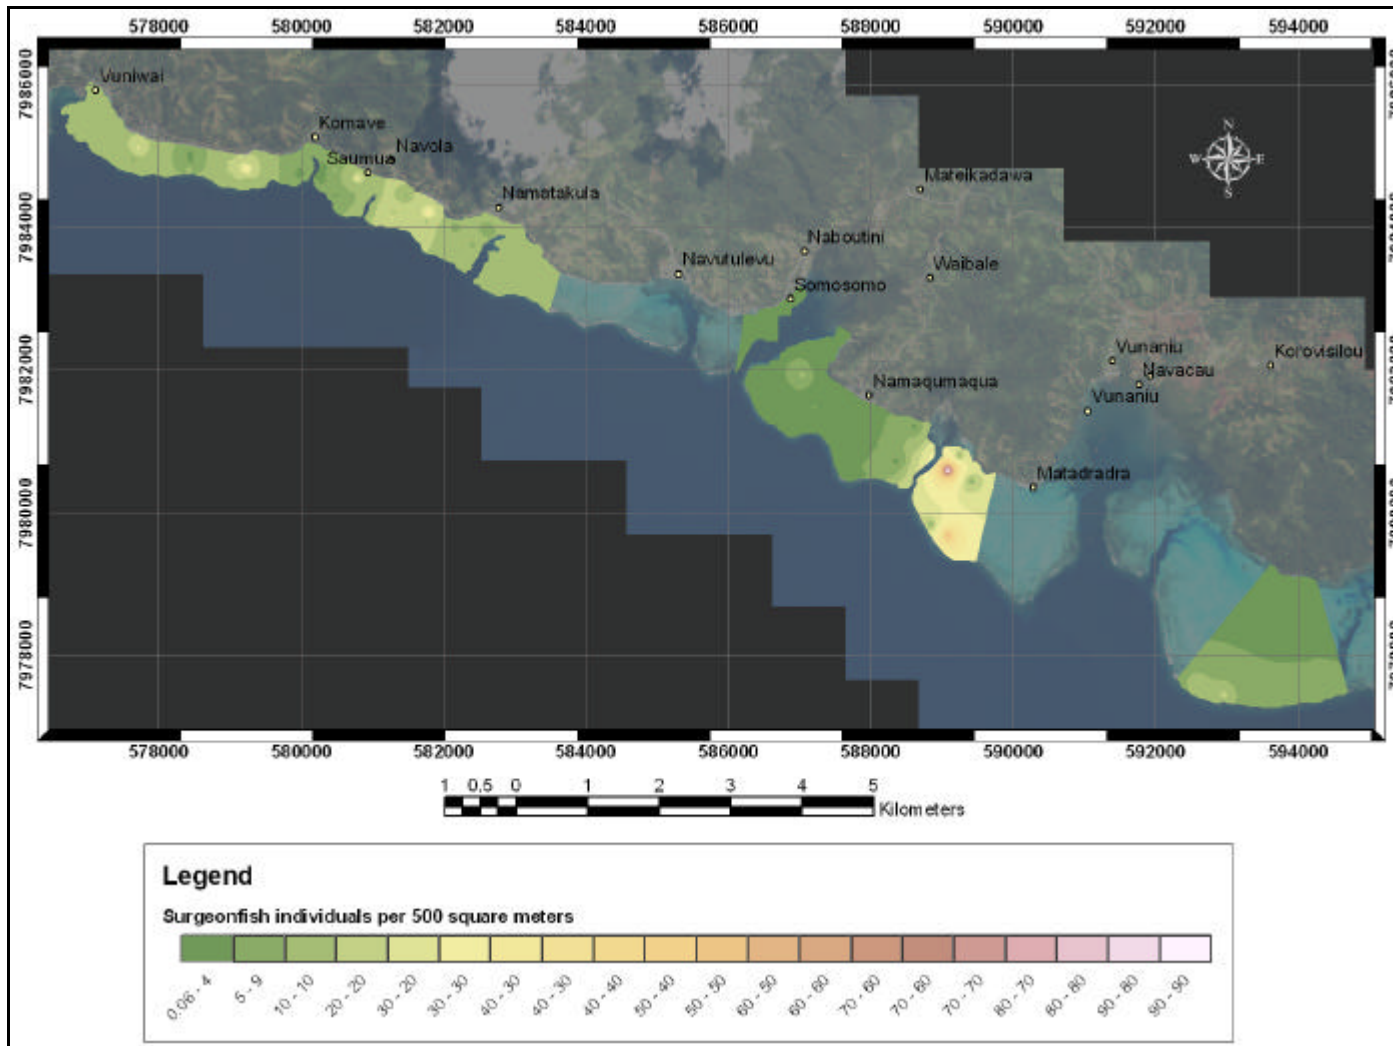 578000 580000 582000 584000 586000 588000 590000 592000 594000
7986000
7984000
7982000
7980000
7978000
Vuniwai
Komave
Navola
Saumua
Namatakula
Mateikadawa
Naboutini
Navutulevu
Waibale
Somosomo
Vunaniu
Korovisilou
Navacau
Namaqumaqua
Vunaniu
Matadradra
N
W E
S
578000 580000 582000 584000 586000 588000 590000 592000 594000
1 0.5 0 1 2 3 4 5
Kilometers
Legend
Surgeonfish individuals per 500 square meters
0.06 - 4
5 - 9
10 - 10
20 - 20
30 - 20
30 - 30
40 - 30
40 - 40
50 - 40
50 - 50
60 - 50
60 - 60
70 - 60
70 - 60
70 - 70
80 - 70
80 - 80
90 - 80
90 - 90